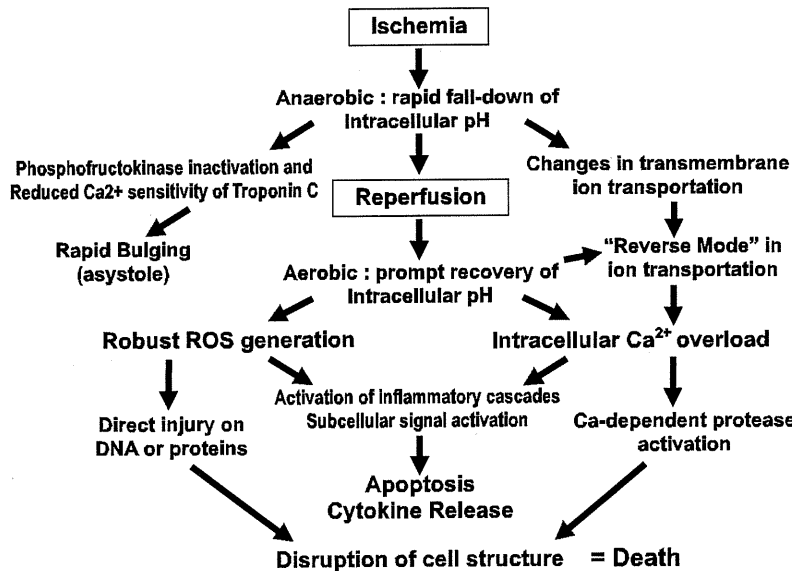 Ischemia
Anaerobic : rapid fall-down of
Intracellular pH
Phosphofructokinase inactivation and
Reduced Ca2+ sensitivity of Troponin C
Changes in transmembrane
ion transportation
Reperfusion
Rapid Bulging
(asystole)
"Reverse Mode" in
ion transportation
Aerobic : prompt recovery of
Intracellular pH
Robust ROS generation
Intracellular Ca²⁺ overload
Activation of inflammatory cascades
Subcellular signal activation
Direct injury on
DNA or proteins
Ca-dependent protease
activation
Apoptosis
Cytokine Release
Disruption of cell structure = Death